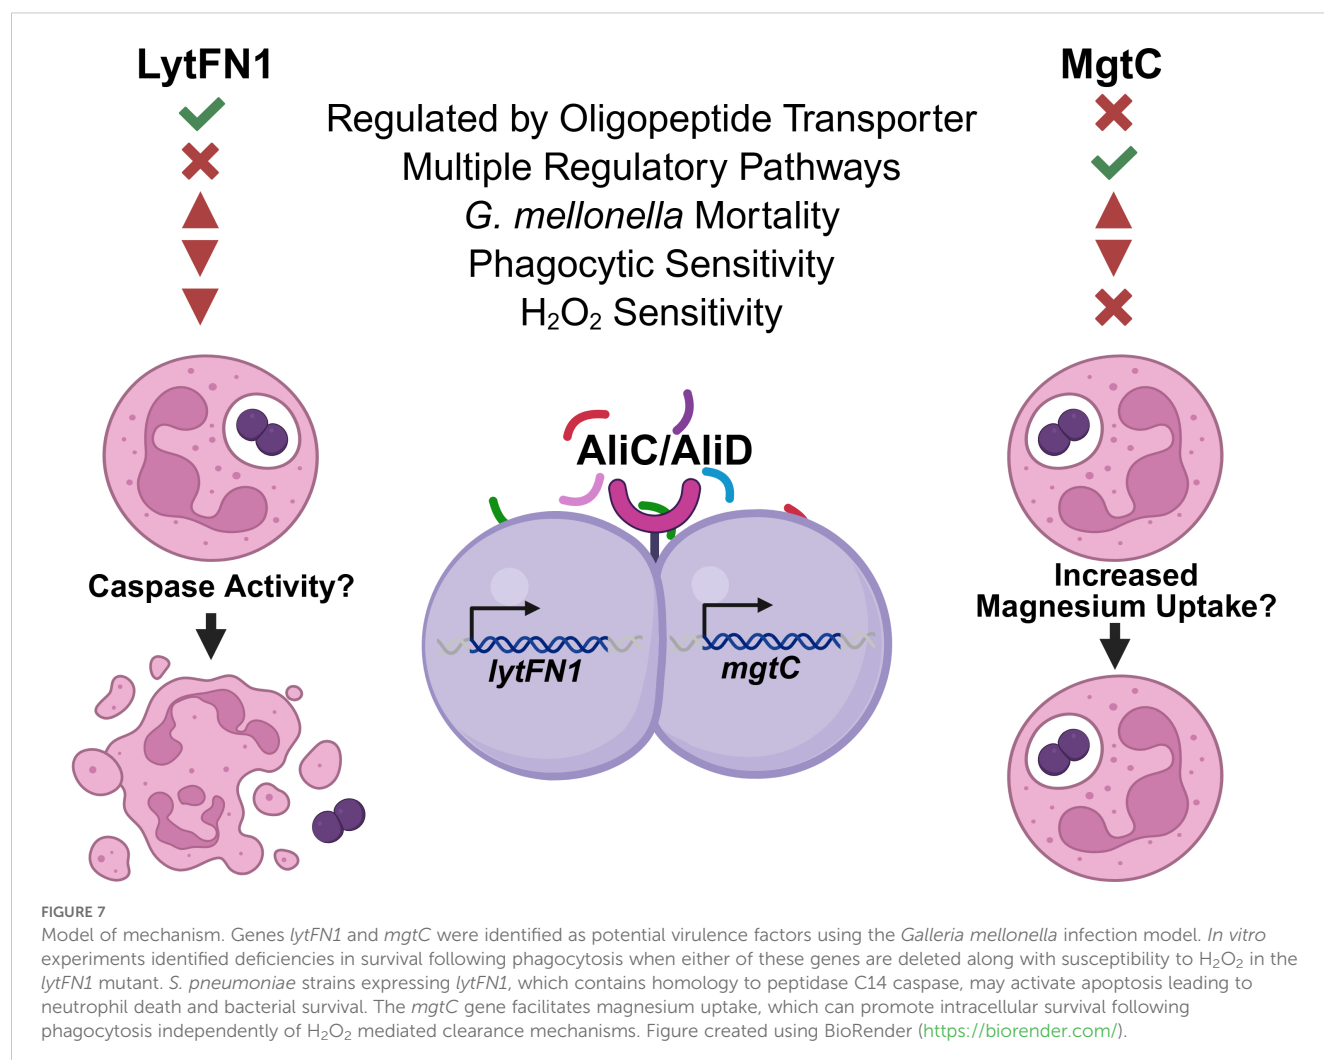 LytFN1
MgtC
Regulated by Oligopeptide Transporter
Multiple Regulatory Pathways
G. mellonella Mortality
Phagocytic Sensitivity
H₂O₂ Sensitivity
AliC/AliD
Caspase Activity?
Increased
Magnesium Uptake?
lytFN1
mgtC
FIGURE 7
Model of mechanism. Genes lytFN1 and mgtC were identified as potential virulence factors using the Galleria mellonella infection model. In vitro
experiments identified deficiencies in survival following phagocytosis when either of these genes are deleted along with susceptibility to H₂O₂ in the
lytFN1 mutant. S. pneumoniae strains expressing lytFN1, which contains homology to peptidase C14 caspase, may activate apoptosis leading to
neutrophil death and bacterial survival. The mgtC gene facilitates magnesium uptake, which can promote intracellular survival following
phagocytosis independently of H₂O₂ mediated clearance mechanisms. Figure created using BioRender (https://biorender.com/).